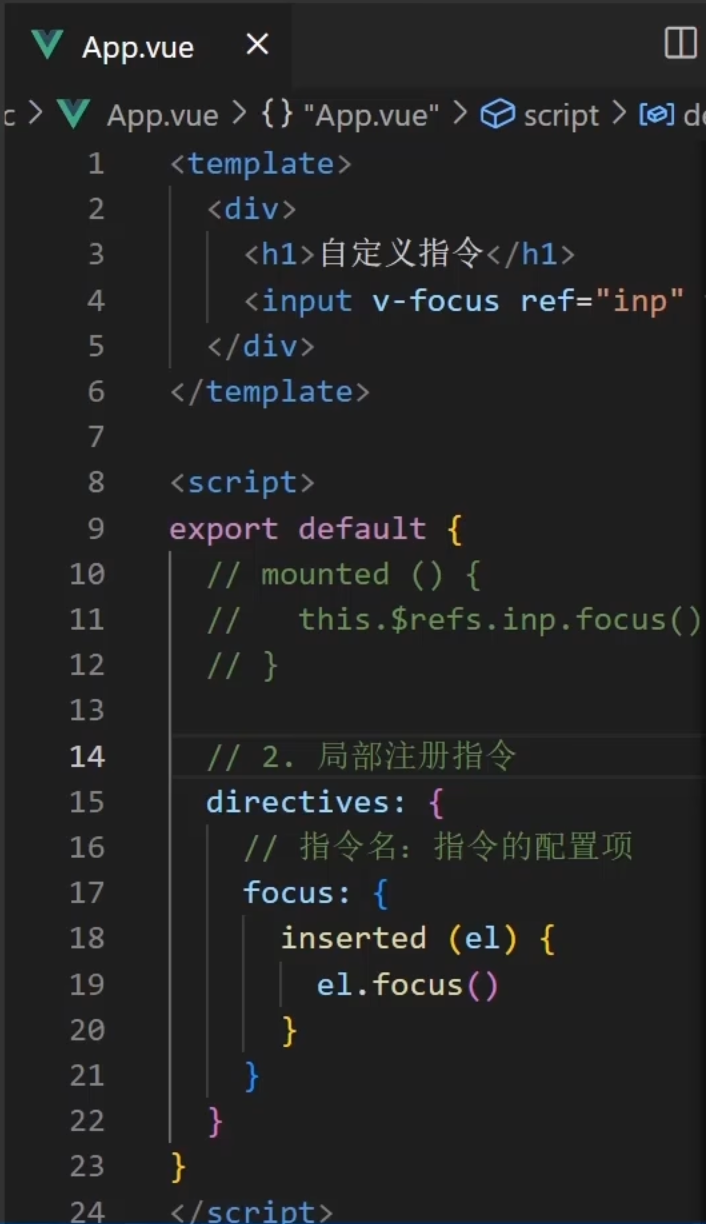 App.vue
c > App.vue > {} "App.vue" > script > de
1 <template>
2   <div>
3     <h1>自定义指令</h1>
4     <input v-focus ref="inp"
5   </div>
6 </template>
7
8 <script>
9 export default {
10   // mounted () {
11   //   this.$refs.inp.focus()
12   // }
13
14   // 2. 局部注册指令
15   directives: {
16     // 指令名: 指令的配置项
17     focus: {
18       inserted (el) {
19         el.focus()
20       }
21     }
22   }
23 }
24 </script>